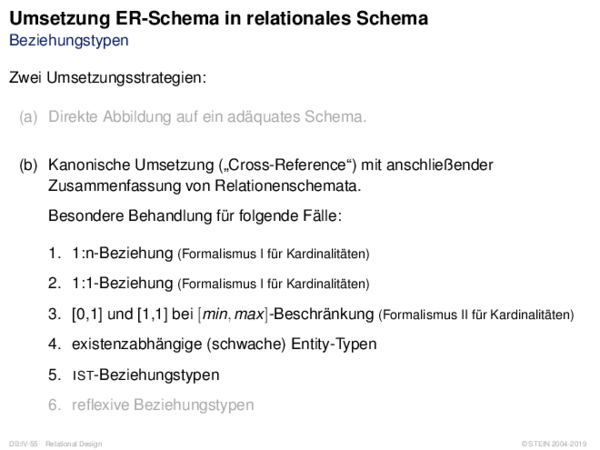 Umsetzung ER-Schema in relationales Schema
Beziehungstypen
Zwei Umsetzungsstrategien:
(a) Direkte Abbildung auf ein adäquates Schema.
(b) Kanonische Umsetzung („Cross-Reference“) mit anschließender
Zusammenfassung von Relationenschemata.
Besondere Behandlung für folgende Fälle:
1. 1:n-Beziehung (Formalismus I für Kardinalitäten)
2. 1:1-Beziehung (Formalismus I für Kardinalitäten)
3. [0,1] und [1,1] bei [min, max]-Beschränkung (Formalismus II für Kardinalitäten)
4. existenzabhängige (schwache) Entity-Typen
5. IST-Beziehungstypen
6. reflexive Beziehungstypen
DB:IV-55 Relational Design © STEIN 2004-2019